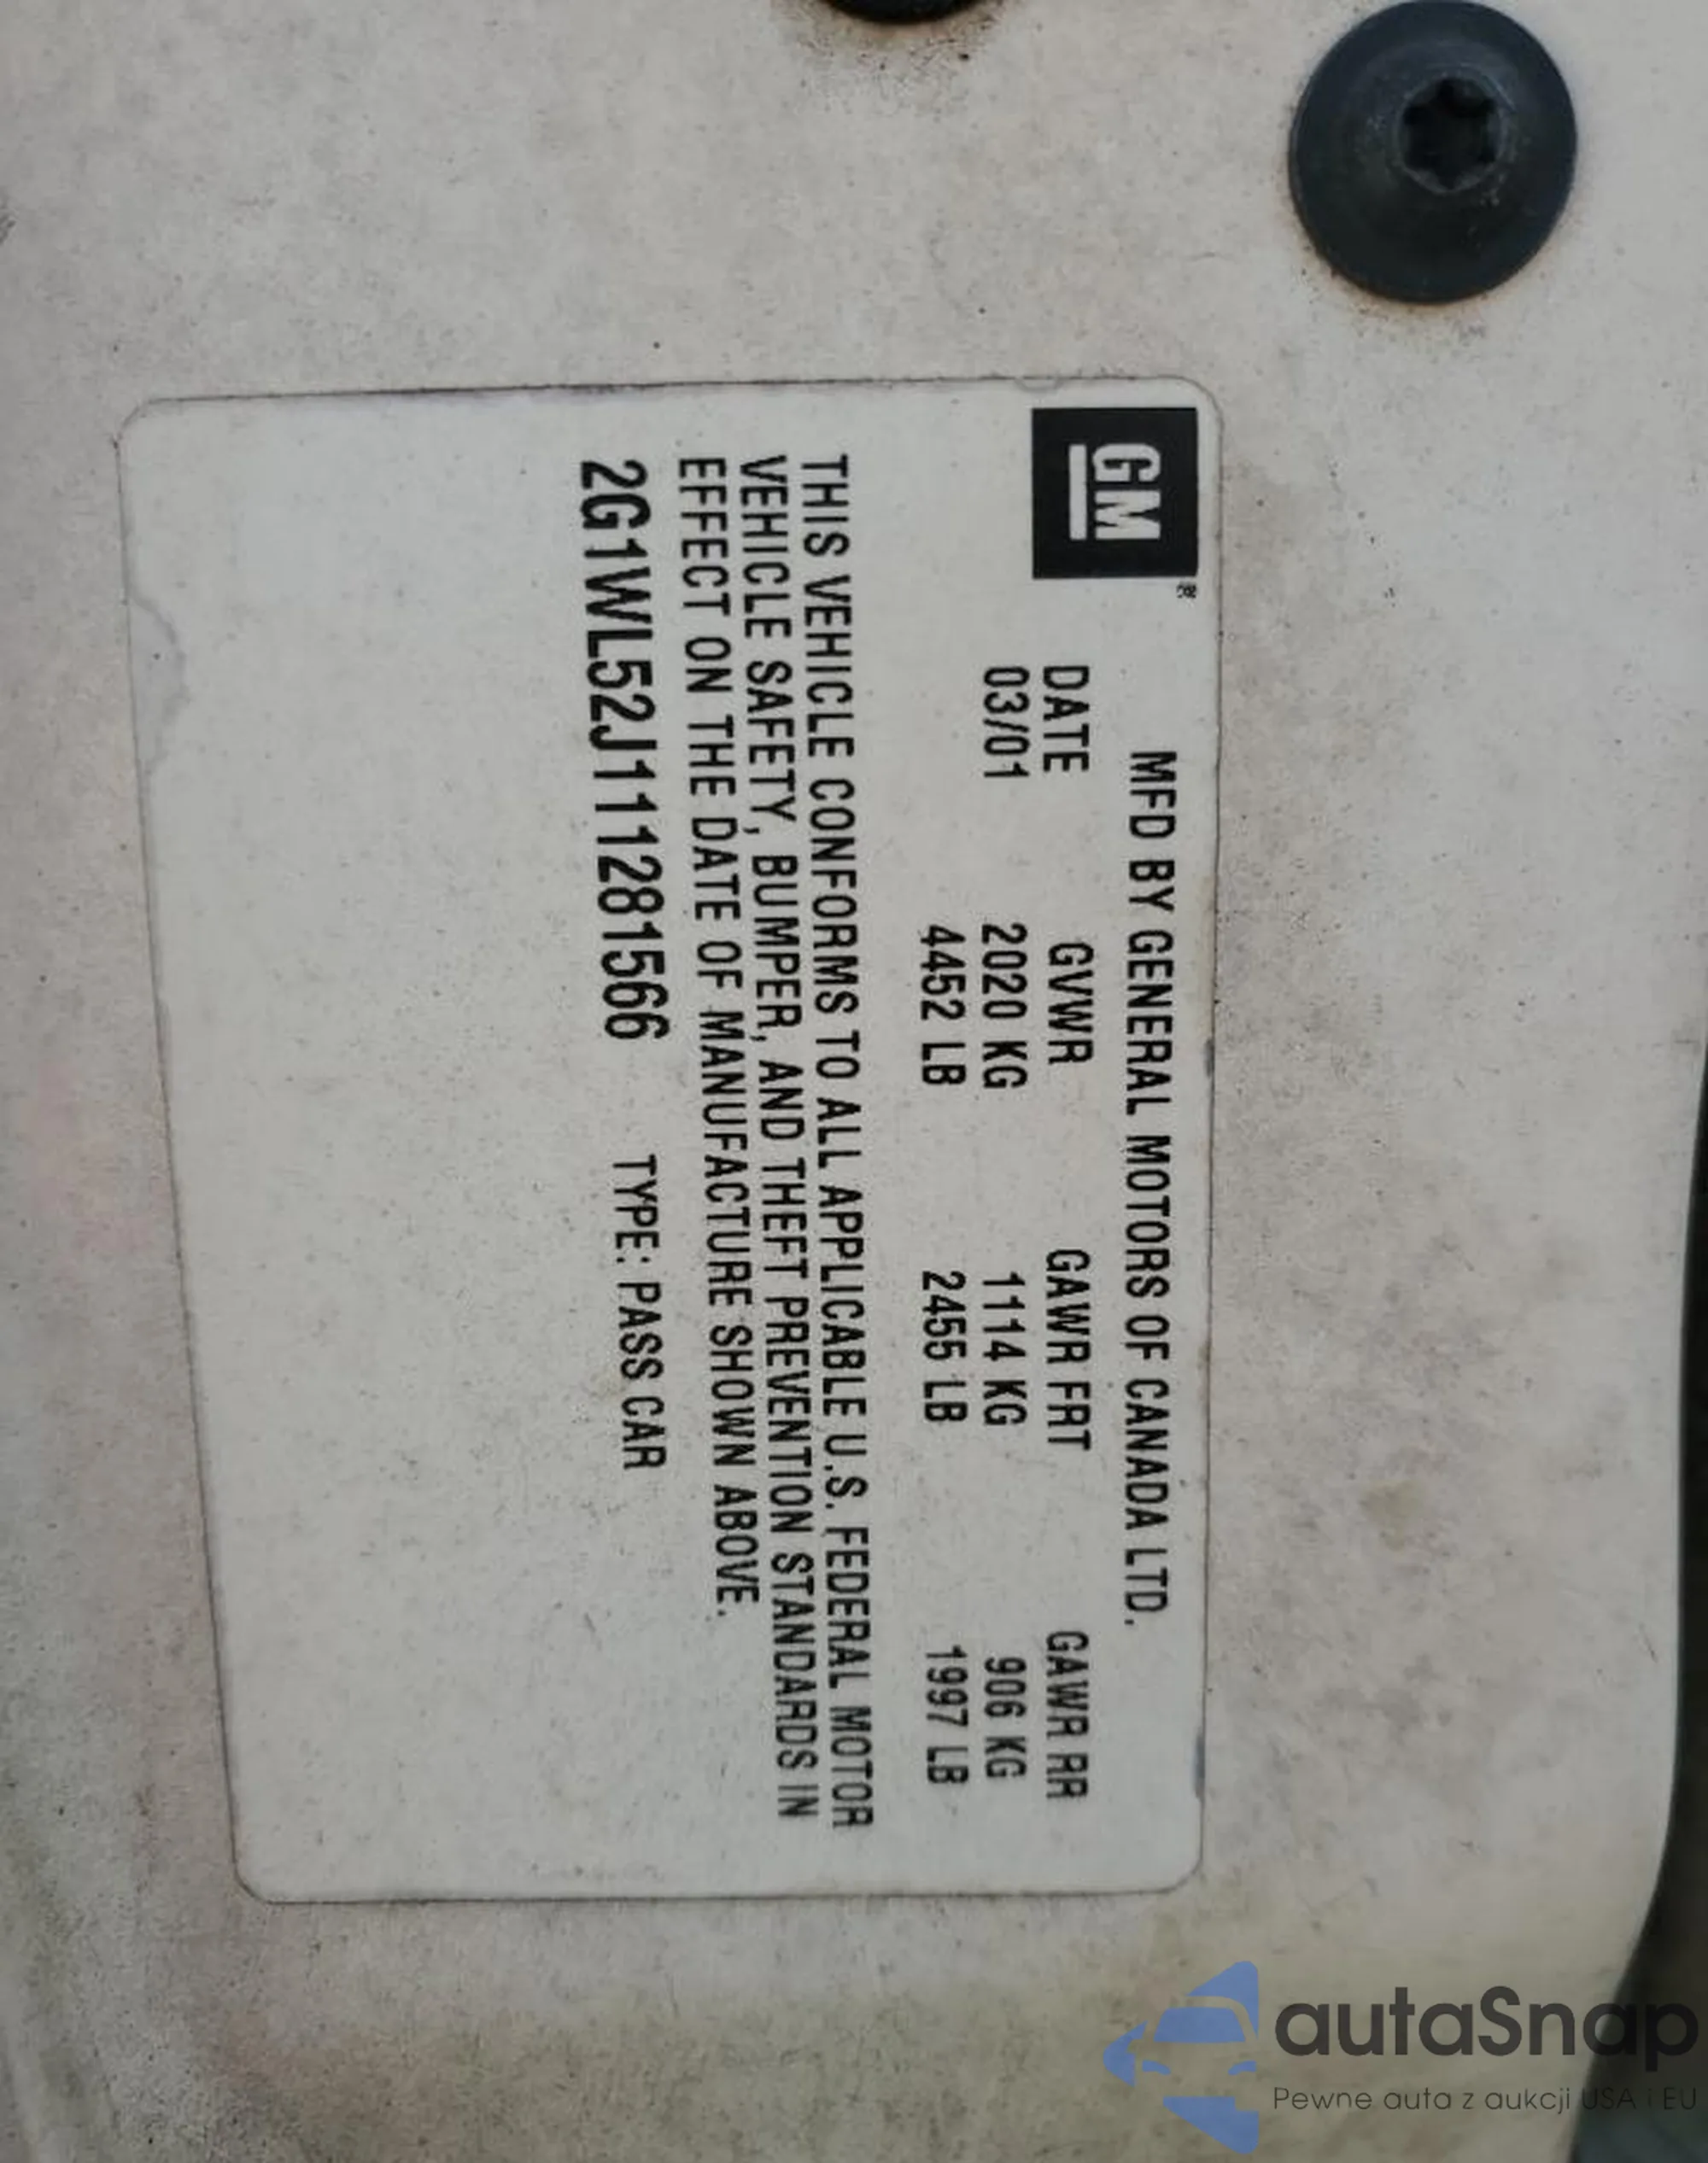 GM®
MFD BY GENERAL MOTORS OF CANADA LTD.
DATE GVWR GAWR FRT GAWR RR
03/01 2020 KG 1114 KG 906 KG
4452 LB 2455 LB 1997 LB
THIS VEHICLE CONFORMS TO ALL APPLICABLE U.S. FEDERAL MOTOR
VEHICLE SAFETY, BUMPER, AND THEFT PREVENTION STANDARDS IN
EFFECT ON THE DATE OF MANUFACTURE SHOWN ABOVE.
2G1WL52J111281566 TYPE: PASS CAR
autaSnap
Pewne auta z aukcji USA i EU